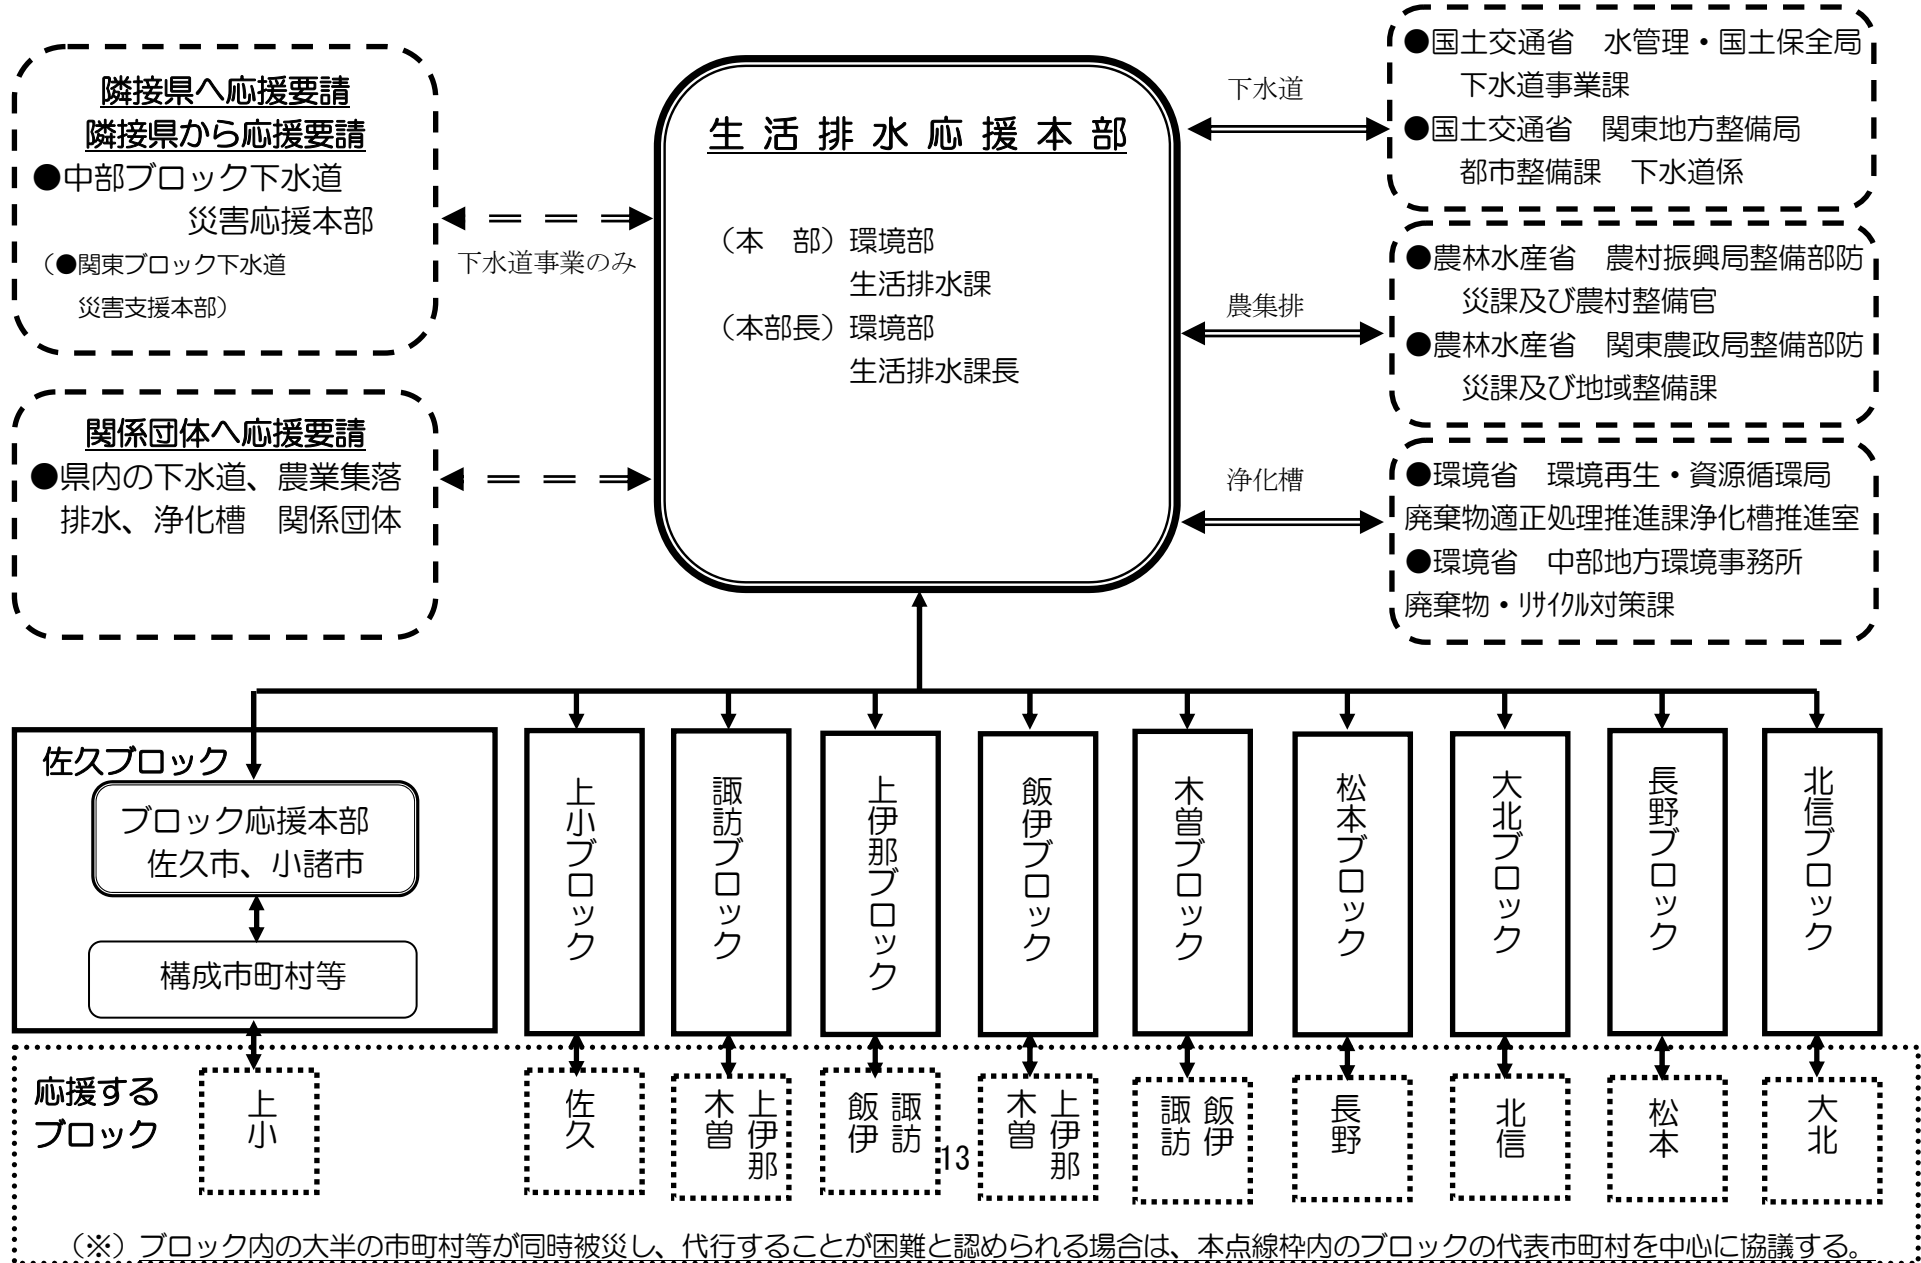 隣接県へ応援要請
隣接県から応援要請
●中部ブロック下水道
災害応援本部
（●関東ブロック下水道
災害支援本部）
下水道事業のみ
関係団体へ応援要請
●県内の下水道、農業集落
排水、浄化槽　関係団体
生活排水応援本部
（本　部）環境部
生活排水課
（本部長）環境部
生活排水課長
下水道
●国土交通省　水管理・国土保全局
下水道事業課
●国土交通省　関東地方整備局
都市整備課　下水道係
農集排
●農林水産省　農村振興局整備部防
災課及び農村整備官
●農林水産省　関東農政局整備部防
災課及び地域整備課
浄化槽
●環境省　環境再生・資源循環局
廃棄物適正処理推進課浄化槽推進室
●環境省　中部地方環境事務所
廃棄物・ﾘｻｲｸﾙ対策課
佐久ブロック
ブロック応援本部
佐久市、小諸市
構成市町村等
上小ブロック
諏訪ブロック
上伊那ブロック
飯伊ブロック
木曽ブロック
松本ブロック
大北ブロック
長野ブロック
北信ブロック
応援する
ブロック
上小
佐久
上伊那
木曽
諏訪
飯伊
上伊那
木曽
飯伊
諏訪
長野
北信
松本
大北
13
（※）ブロック内の大半の市町村等が同時被災し、代行することが困難と認められる場合は、本点線枠内のブロックの代表市町村を中心に協議する。